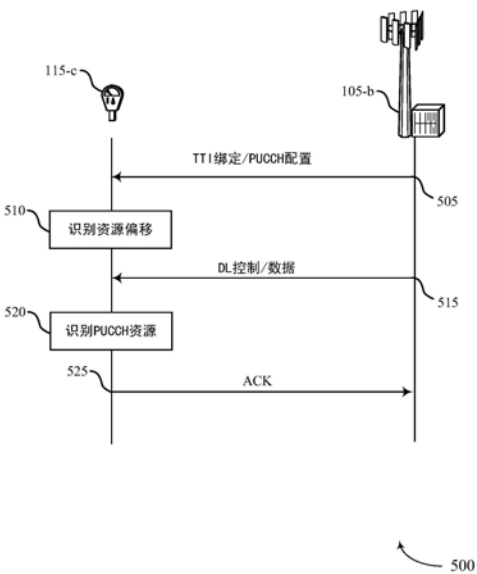 115-c
105-b
TTI绑定/PUCCH配置
505
510
识别资源偏移
DL控制/数据
515
520
识别PUCCH资源
525
ACK
500